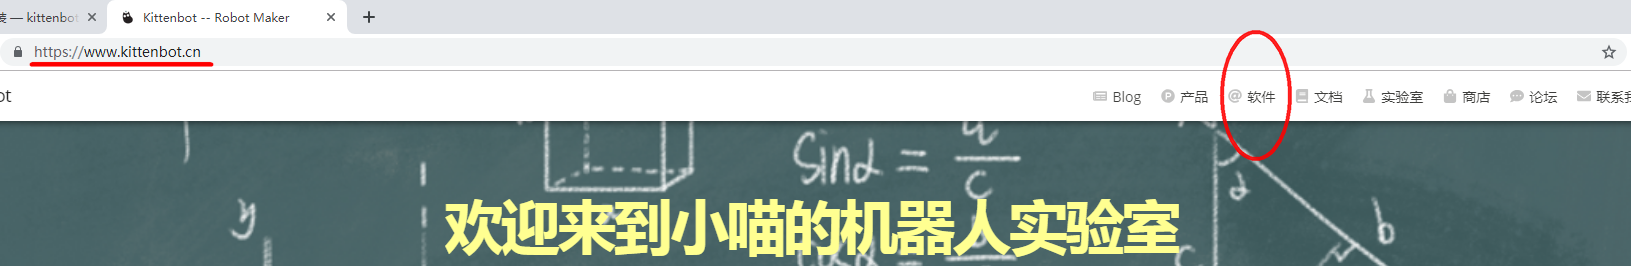 装 — kittenbot
Kittenbot -- Robot Maker
https://www.kittenbot.cn
ot
Blog 产品 软件 文档 实验室 商店 论坛 联系我
sinα = a/c
y
α
b
欢迎来到小喵的机器人实验室